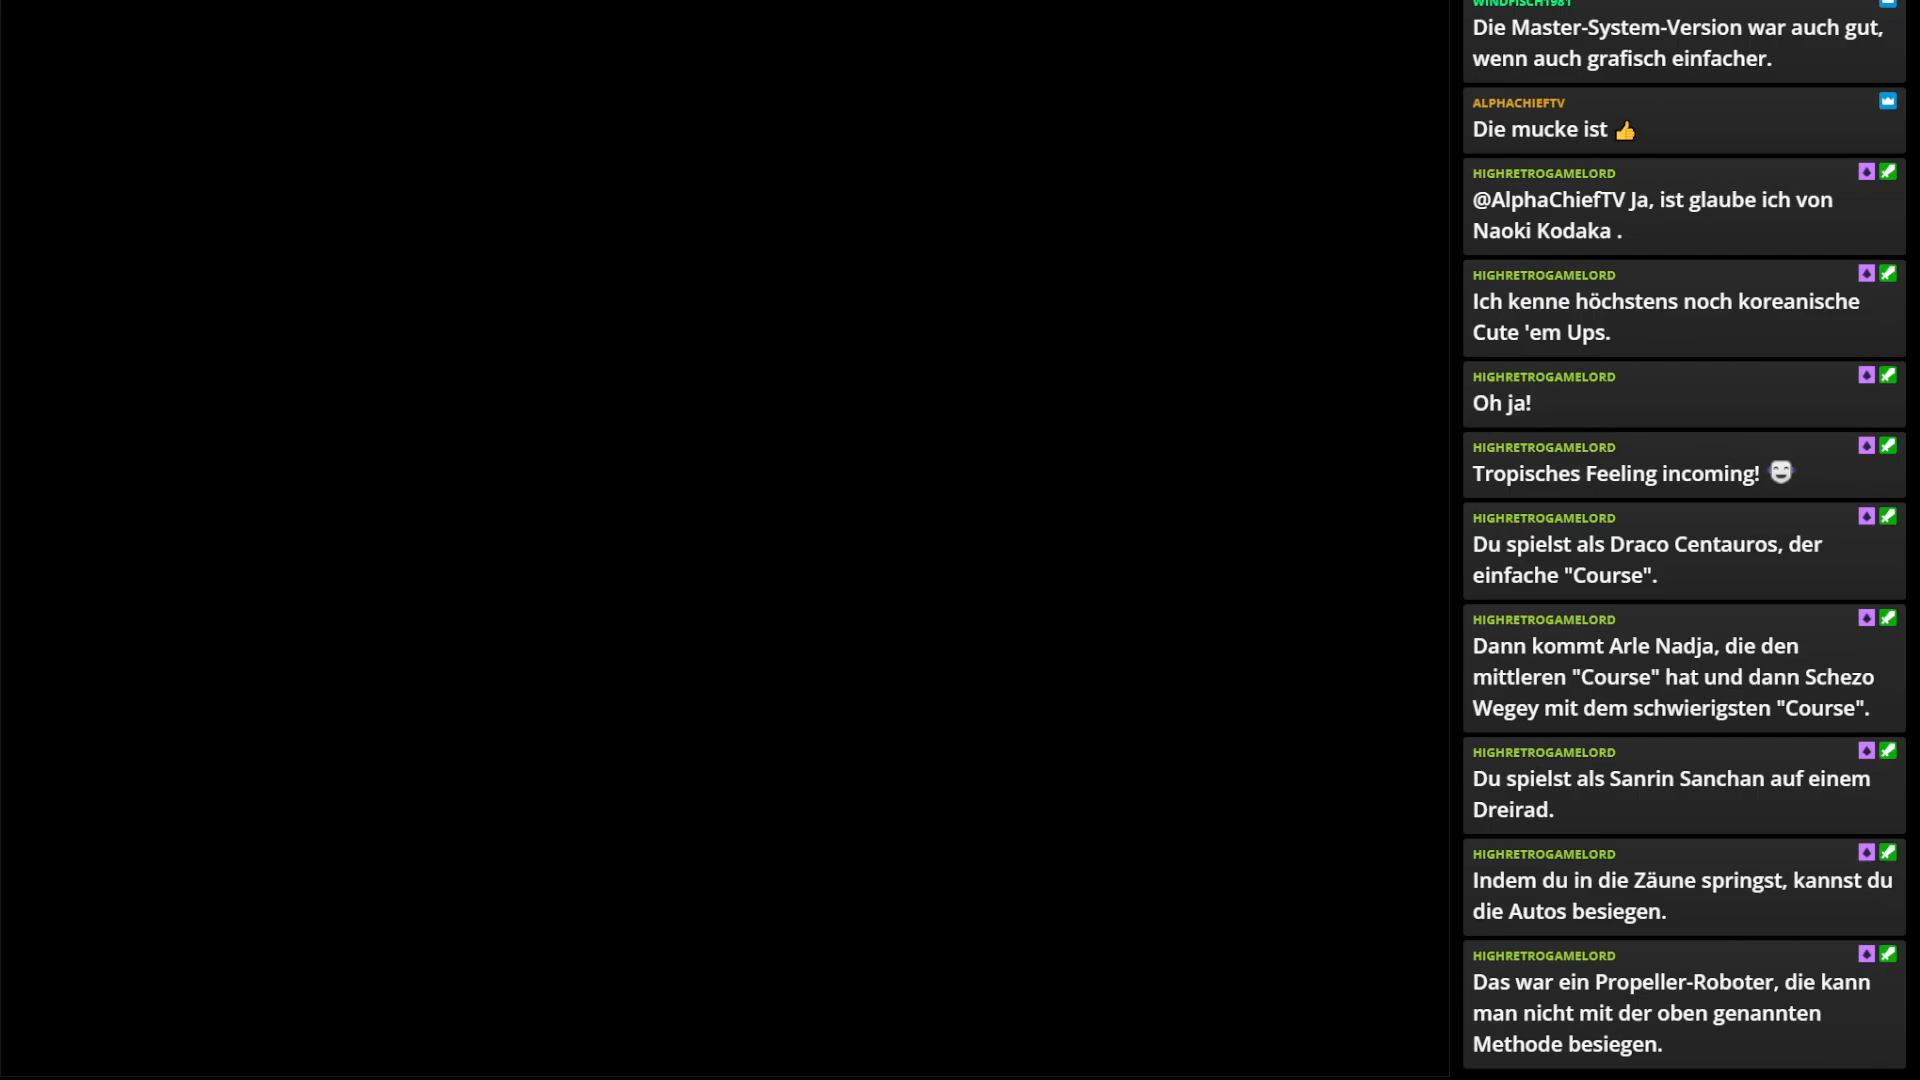 WINDFISCH1981
Die Master-System-Version war auch gut,
wenn auch grafisch einfacher.
ALPHACHIEFTV
Die mucke ist 👍
HIGHRETROGAMELORD
@AlphaChiefTV Ja, ist glaube ich von
Naoki Kodaka .
HIGHRETROGAMELORD
Ich kenne höchstens noch koreanische
Cute 'em Ups.
HIGHRETROGAMELORD
Oh ja!
HIGHRETROGAMELORD
Tropisches Feeling incoming!
HIGHRETROGAMELORD
Du spielst als Draco Centauros, der
einfache "Course".
HIGHRETROGAMELORD
Dann kommt Arle Nadja, die den
mittleren "Course" hat und dann Schezo
Wegey mit dem schwierigsten "Course".
HIGHRETROGAMELORD
Du spielst als Sanrin Sanchan auf einem
Dreirad.
HIGHRETROGAMELORD
Indem du in die Zäune springst, kannst du
die Autos besiegen.
HIGHRETROGAMELORD
Das war ein Propeller-Roboter, die kann
man nicht mit der oben genannten
Methode besiegen.